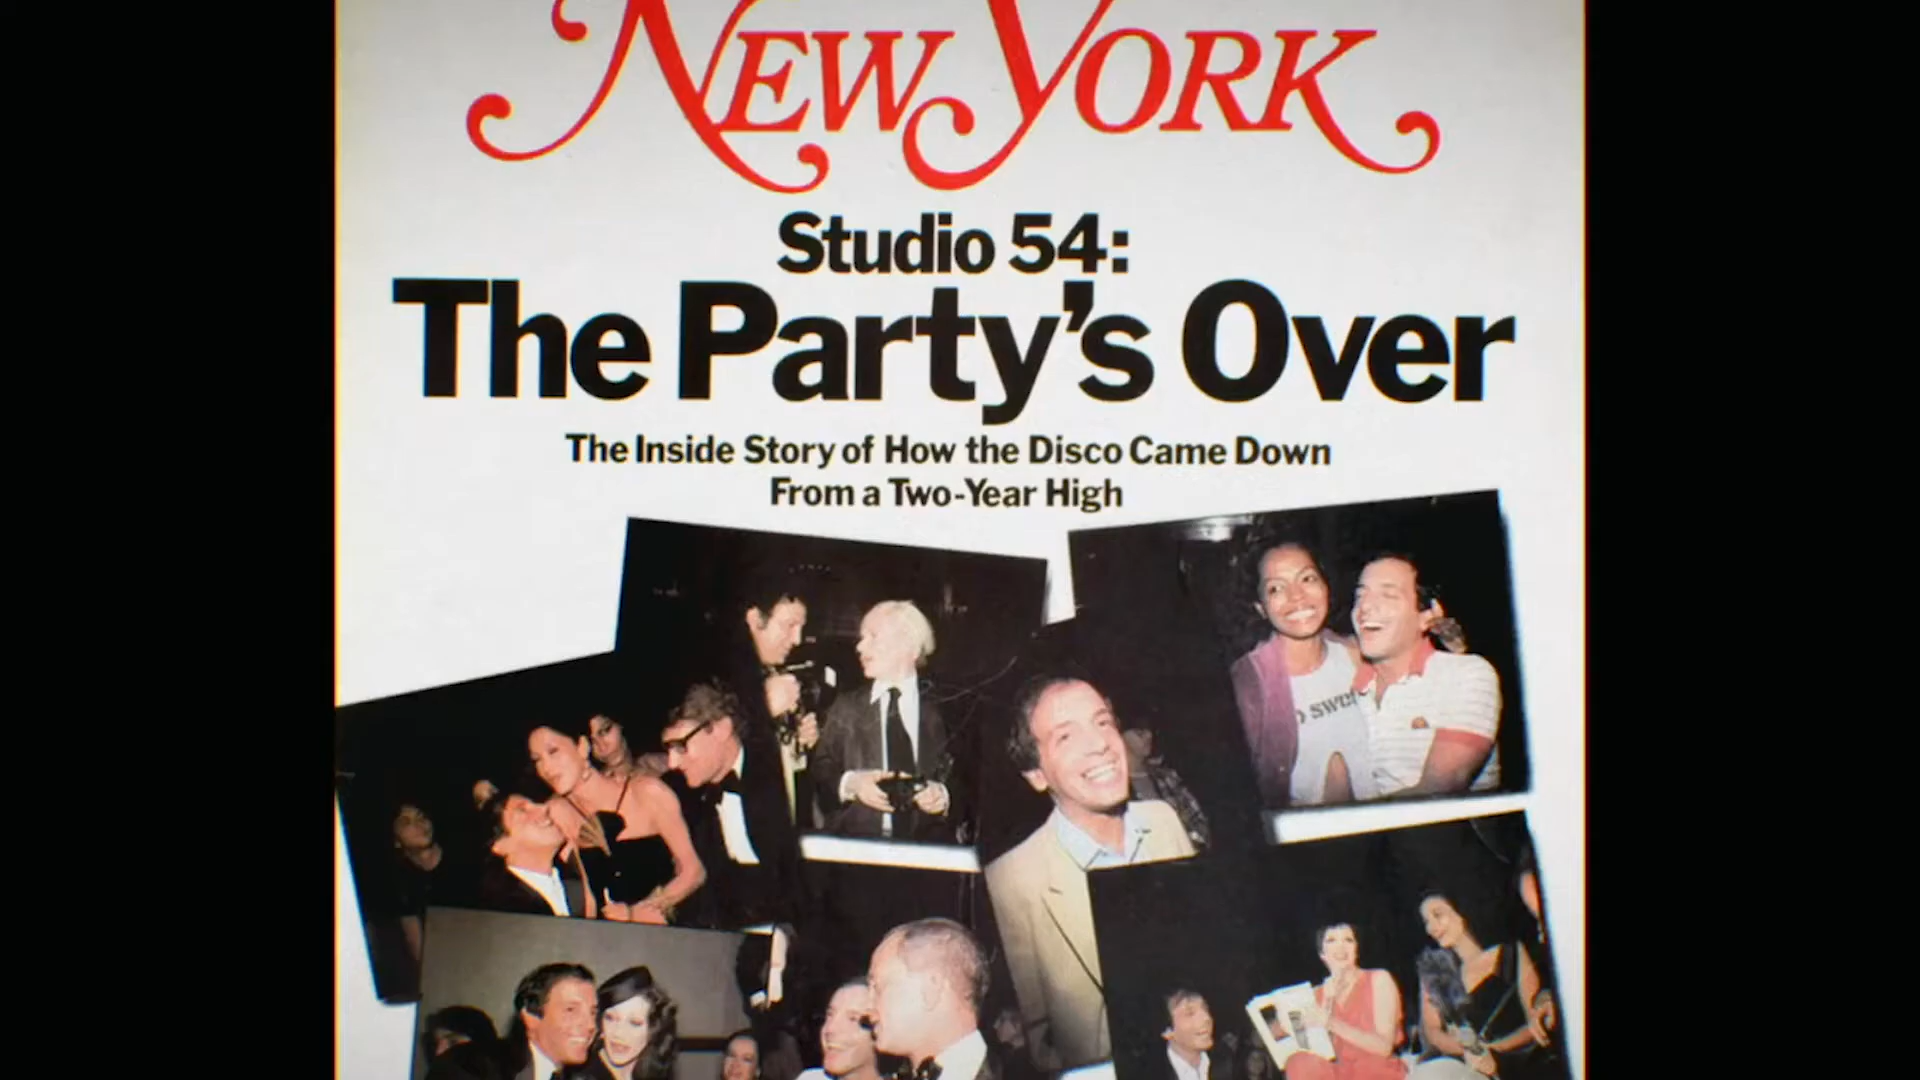 NEW YORK
Studio 54:
The Party's Over
The Inside Story of How the Disco Came Down
From a Two-Year High